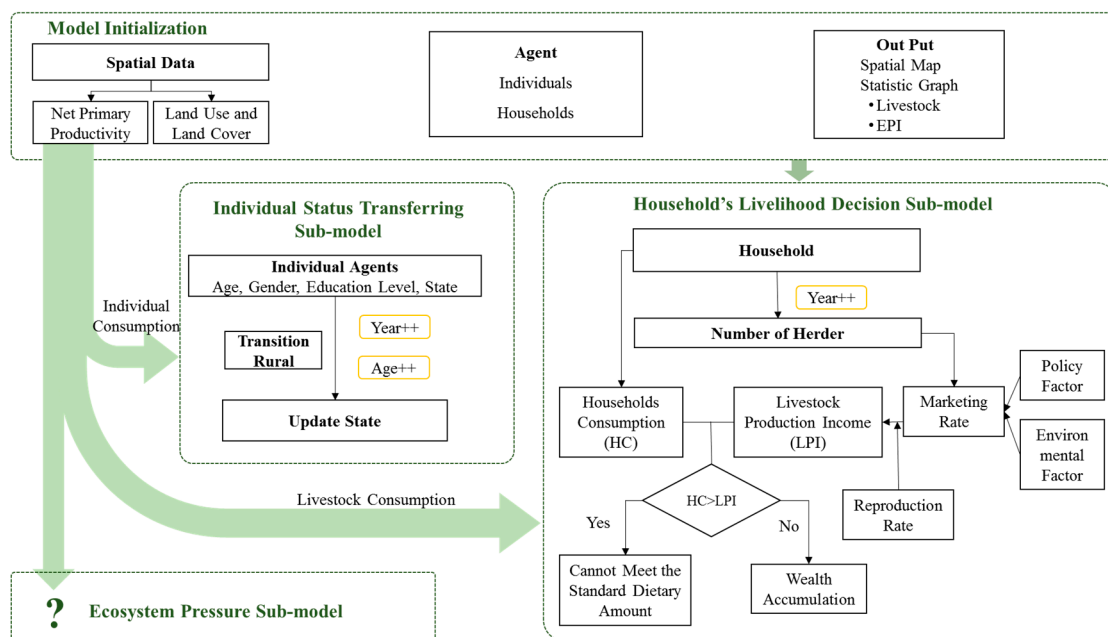 Model Initialization
Spatial Data
Net Primary
Productivity
Land Use and
Land Cover
Agent
Individuals
Households
Out Put
Spatial Map
Statistic Graph
•Livestock
•EPI
Individual Status Transferring
Sub-model
Individual Agents
Age, Gender, Education Level, State
Year++
Transition
Rural
Age++
Update State
Individual
Consumption
Livestock Consumption
Household’s Livelihood Decision Sub-model
Household
Year++
Number of Herder
Households
Consumption
(HC)
Livestock
Production Income
(LPI)
Marketing
Rate
Policy
Factor
Environ
mental
Factor
Reproduction
Rate
HC>LPI
Yes
No
Cannot Meet the
Standard Dietary
Amount
Wealth
Accumulation
? Ecosystem Pressure Sub-model